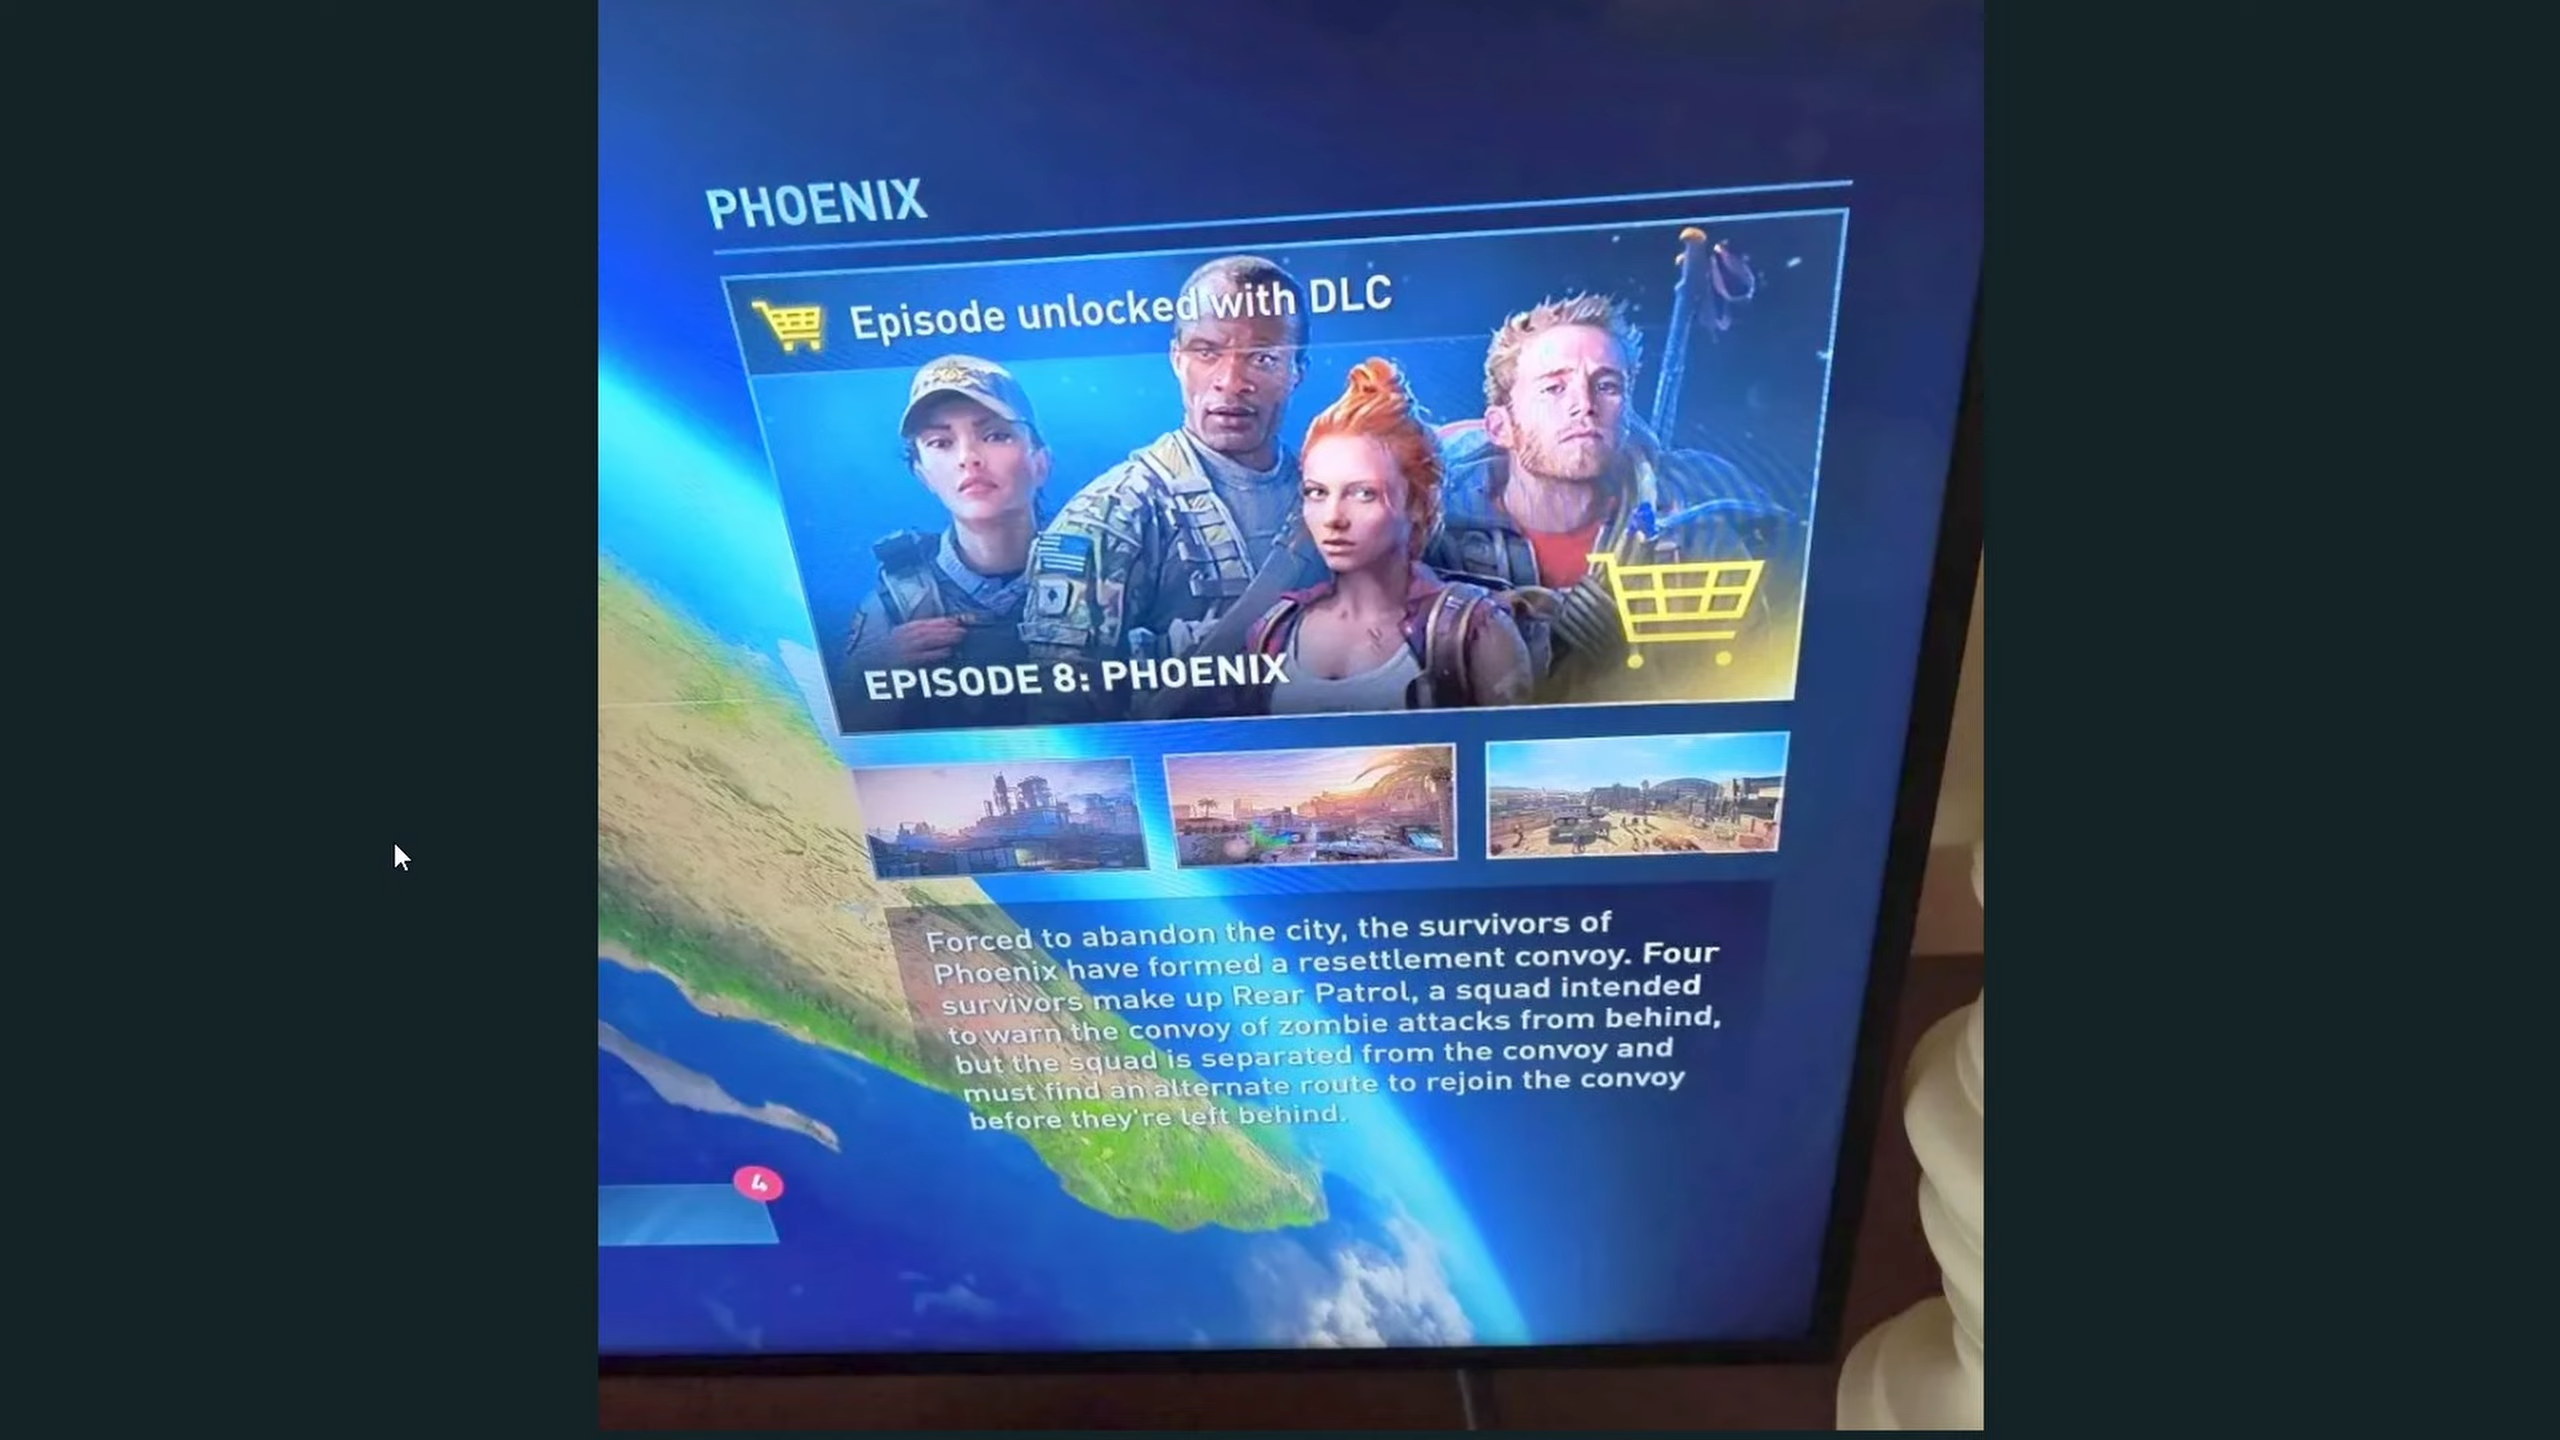 PHOENIX
Episode unlocked with DLC
EPISODE 8: PHOENIX
Forced to abandon the city, the survivors of
Phoenix have formed a resettlement convoy. Four
survivors make up Rear Patrol, a squad intended
to warn the convoy of zombie attacks from behind,
but the squad is separated from the convoy and
must find an alternate route to rejoin the convoy
before they're left behind.
4